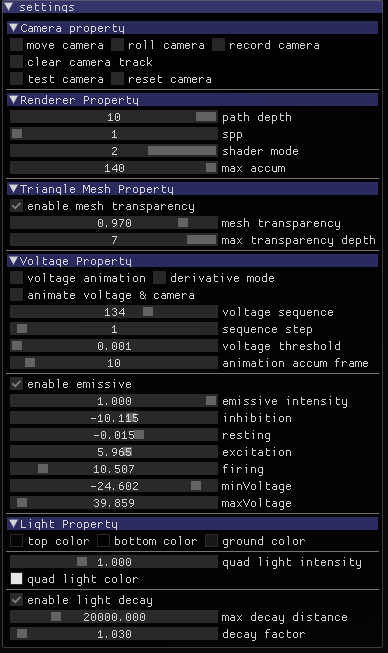 settings
Camera property
move camera roll camera record camera
clear camera track
test camera reset camera
Renderer Property
10 path depth
1 spp
2 shader mode
140 max accum
Triangle Mesh Property
enable mesh transparency
0.970 mesh transparency
7 max transparency depth
Voltage Property
voltage animation derivative mode
animate voltage & camera
134 voltage sequence
1 sequence step
0.001 voltage threshold
10 animation accum frame
enable emissive
1.000 emissive intensity
-10.115 inhibition
-0.015 resting
5.965 excitation
10.507 firing
-24.602 minVoltage
39.859 maxVoltage
Light Property
top color bottom color ground color
1.000 quad light intensity
quad light color
enable light decay
20000.000 max decay distance
1.030 decay factor